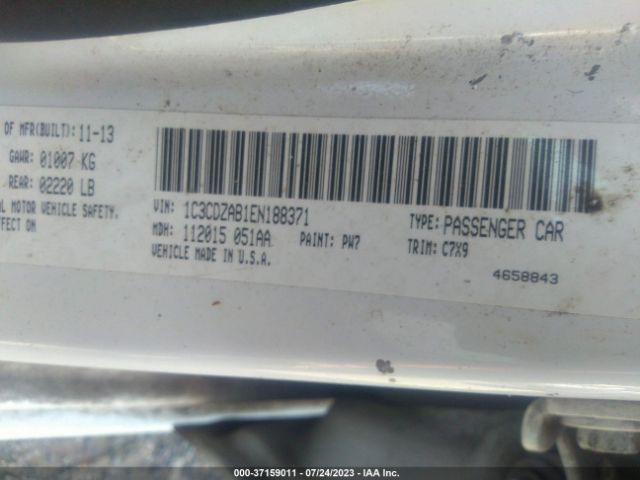 OF MFR(BUILT): 11-13
GAWR: 01007 KG
REAR: 02220 LB
MOTOR VEHICLE SAFETY.
ON
VIN: 1C3CDZAB1EN188371
MDH: 112015 051AA PAINT: PW7
VEHICLE MADE IN U.S.A.
TYPE: PASSENGER CAR
TRIM: C7X9
4658843
000-37159011 - 07/24/2023 - IAA Inc.